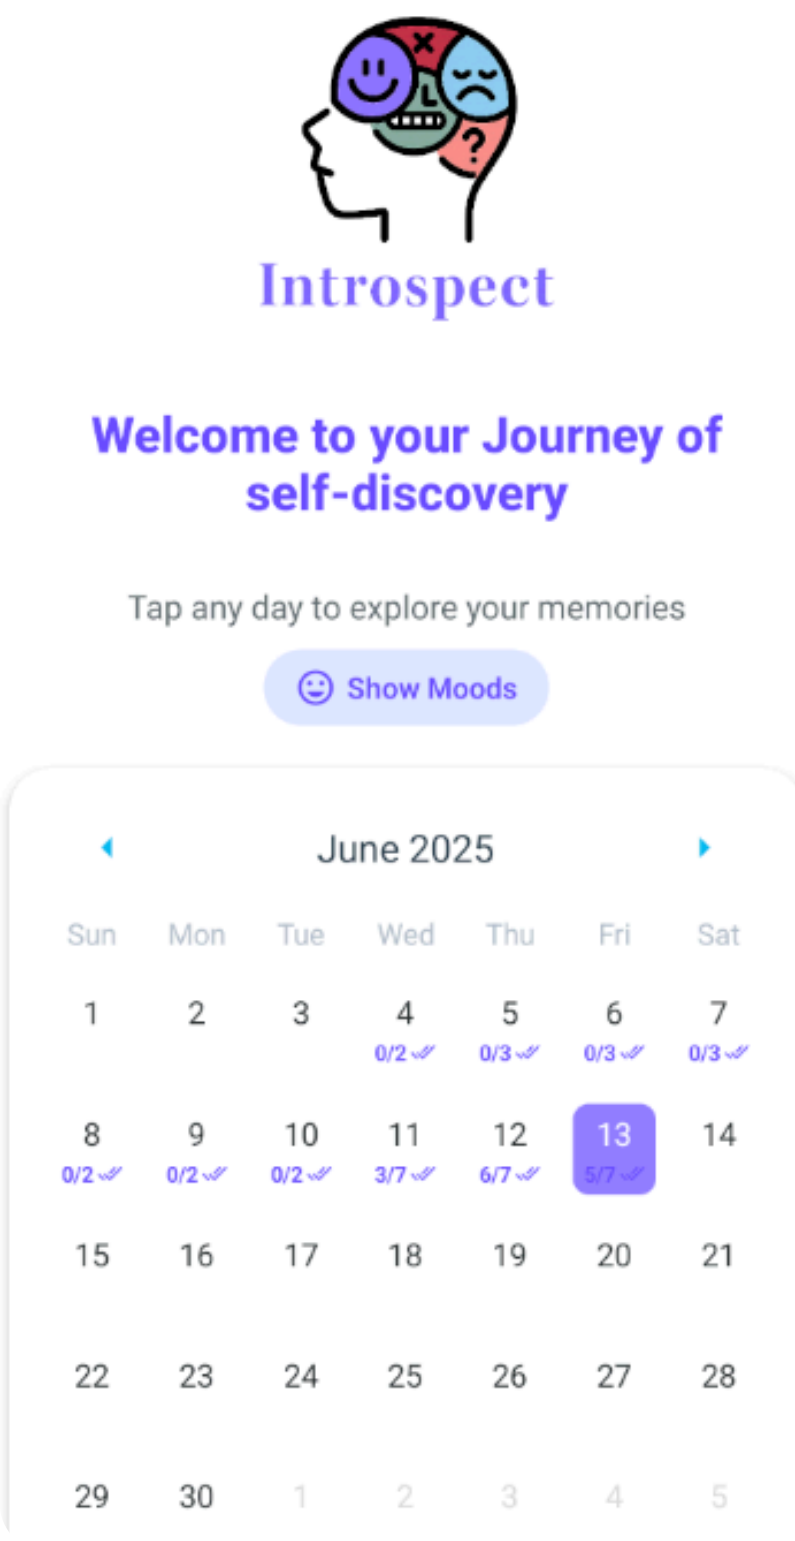 Introspect
Welcome to your Journey of
self-discovery
Tap any day to explore your memories
Show Moods
June 2025
Sun Mon Tue Wed Thu Fri Sat
1 2 3 4 5 6 7
0/2 0/3 0/3 0/3
8 9 10 11 12 13 14
0/2 0/2 0/2 3/7 6/7 5/7
15 16 17 18 19 20 21
22 23 24 25 26 27 28
29 30 1 2 3 4 5